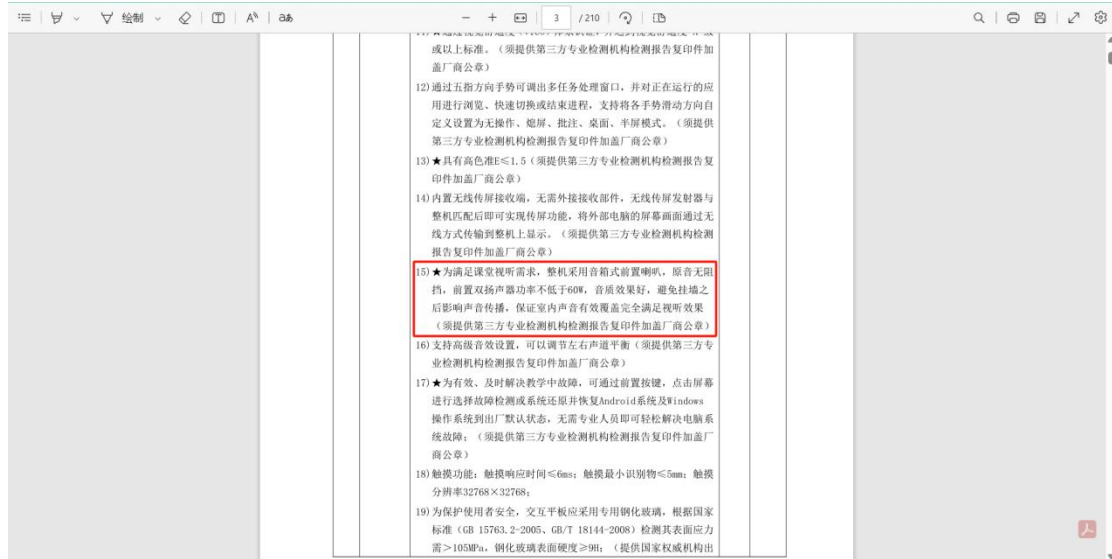 绘制
aあ
3 /210
或以上标准。（须提供第三方专业检测机构检测报告复印件加
盖厂商公章）
12)通过五指方向手势可调出多任务处理窗口，并对正在运行的应
用进行浏览、快速切换或结束进程，支持将各手势滑动方向自
定义设置为无操作、熄屏、批注、桌面、半屏模式。（须提供
第三方专业检测机构检测报告复印件加盖厂商公章）
13)★具有高色准E≤1.5（须提供第三方专业检测机构检测报告复
印件加盖厂商公章）
14)内置无线传屏接收端，无需外接接收部件，无线传屏发射器与
整机匹配后即可实现传屏功能，将外部电脑的屏幕画面通过无
线方式传输到整机上显示。（须提供第三方专业检测机构检测
报告复印件加盖厂商公章）
15)★为满足课堂视听需求，整机采用音箱式前置喇叭，原音无阻
挡，前置双扬声器功率不低于60W，音质效果好，避免挂墙之
后影响声音传播，保证室内声音有效覆盖完全满足视听效果
（须提供第三方专业检测机构检测报告复印件加盖厂商公章）
16)支持高级音效设置，可以调节左右声道平衡（须提供第三方专
业检测机构检测报告复印件加盖厂商公章）
17)★为有效、及时解决教学中故障，可通过前置按键，点击屏幕
进行选择故障检测或系统还原并恢复Android系统及Windows
操作系统到出厂默认状态，无需专业人员即可轻松解决电脑系
统故障；（须提供第三方专业检测机构检测报告复印件加盖厂
商公章）
18)触摸功能：触摸响应时间≤6ms；触摸最小识别物≤5mm；触摸
分辨率32768×32768；
19)为保护使用者安全，交互平板应采用专用钢化玻璃，根据国家
标准（GB 15763.2-2005、GB/T 18144-2008）检测其表面应力
需＞105MPa，钢化玻璃表面硬度≥9H；（提供国家权威机构出